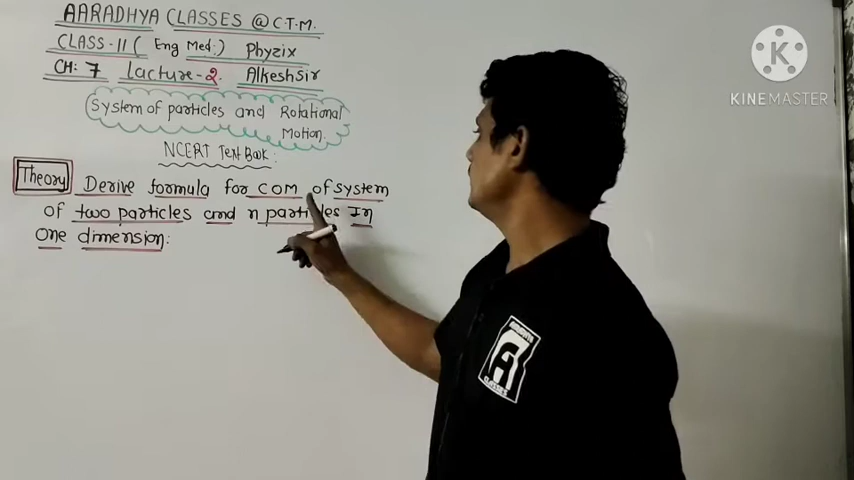 AARADHYA CLASSES @ C.T.M.
CLASS-11 ( Eng Med:) Phyzix
CH: 7 Lacture-2 Alkeshsir
System of particles and Rotational
Motion.
NCERT Text Book:
Theory Derive formula for COM of system
of two particles and n particles In
One dimension:
K
KINEMASTER
A
CLASSES